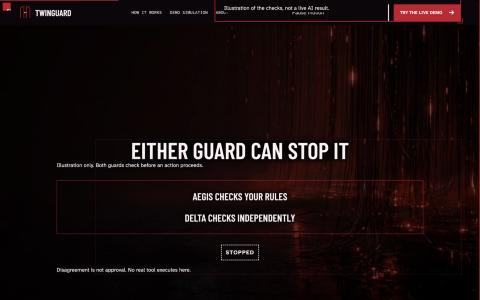 TWINGUARD
HOW IT WORKS
DEMO SIMULATION
Illustration of the checks, not a live AI result.
TRY THE LIVE DEMO →
EITHER GUARD CAN STOP IT
Illustration only. Both guards check before an action proceeds.
AEGIS CHECKS YOUR RULES
DELTA CHECKS INDEPENDENTLY
STOPPED
Disagreement is not approval. No real tool executes here.